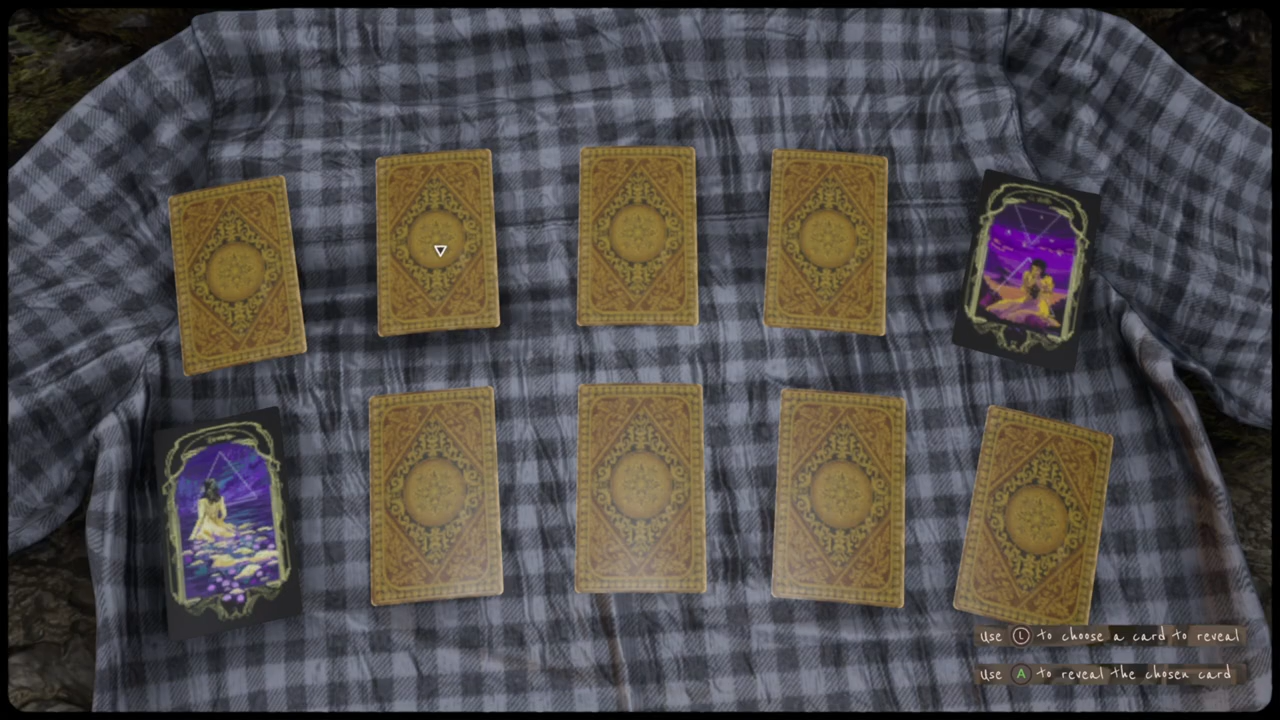 use L to choose a card to reveal
use A to reveal the chosen card